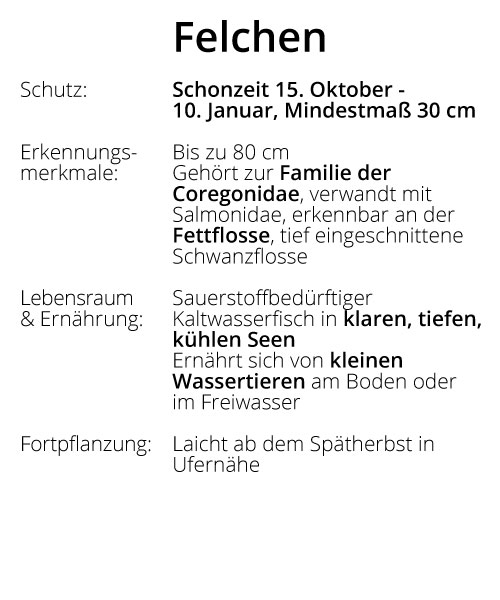 Felchen
Schutz: Schonzeit 15. Oktober -
10. Januar, Mindestmaß 30 cm
Erkennungs- Bis zu 80 cm
merkmale: Gehört zur Familie der
Coregonidae, verwandt mit
Salmonidae, erkennbar an der
Fettflosse, tief eingeschnittene
Schwanzflosse
Lebensraum Sauerstoffbedürftiger
& Ernährung: Kaltwasserfisch in klaren, tiefen,
kühlen Seen
Ernährt sich von kleinen
Wassertieren am Boden oder
im Freiwasser
Fortpflanzung: Laicht ab dem Spätherbst in
Ufernähe